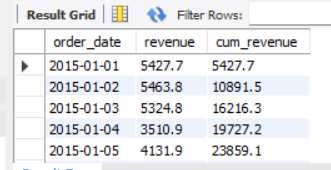 Result Grid Filter Rows:
order_date revenue cum_revenue
2015-01-01 5427.7 5427.7
2015-01-02 5463.8 10891.5
2015-01-03 5324.8 16216.3
2015-01-04 3510.9 19727.2
2015-01-05 4131.9 23859.1